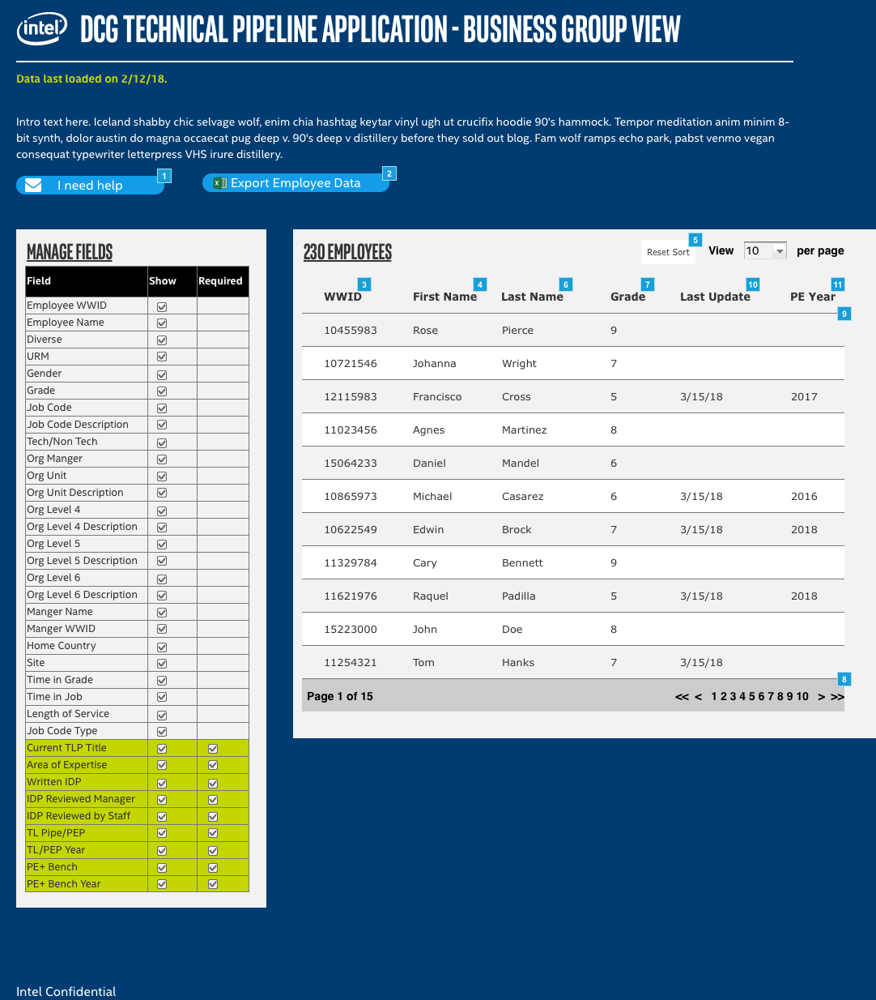 intel DCG TECHNICAL PIPELINE APPLICATION - BUSINESS GROUP VIEW
Data last loaded on 2/12/18.
Intro text here. Iceland shabby chic selvage wolf, enim chia hashtag keytar vinyl ugh ut crucifix hoodie 90's hammock. Tempor meditation anim minim 8-
bit synth, dolor austin do magna occaecat pug deep v. 90's deep v distillery before they sold out blog. Fam wolf ramps echo park, pabst venmo vegan
consequat typewriter letterpress VHS irure distillery.
I need help 1
Export Employee Data 2
MANAGE FIELDS
Field Show Required
Employee WWID
Employee Name
Diverse
URM
Gender
Grade
Job Code
Job Code Description
Tech/Non Tech
Org Manger
Org Unit
Org Unit Description
Org Level 4
Org Level 4 Description
Org Level 5
Org Level 5 Description
Org Level 6
Org Level 6 Description
Manger Name
Manger WWID
Home Country
Site
Time in Grade
Time in Job
Length of Service
Job Code Type
Current TLP Title
Area of Expertise
Written IDP
IDP Reviewed Manager
IDP Reviewed by Staff
TL Pipe/PEP
TL/PEP Year
PE+ Bench
PE+ Bench Year
230 EMPLOYEES
Reset Sort 5 View 10 per page
3 4 6 7 10 11
WWID First Name Last Name Grade Last Update PE Year
9
10455983 Rose Pierce 9
10721546 Johanna Wright 7
12115983 Francisco Cross 5 3/15/18 2017
11023456 Agnes Martinez 8
15064233 Daniel Mandel 6
10865973 Michael Casarez 6 3/15/18 2016
10622549 Edwin Brock 7 3/15/18 2018
11329784 Cary Bennett 9
11621976 Raquel Padilla 5 3/15/18 2018
15223000 John Doe 8
11254321 Tom Hanks 7 3/15/18
8
Page 1 of 15 << < 1 2 3 4 5 6 7 8 9 10 > >>
Intel Confidential